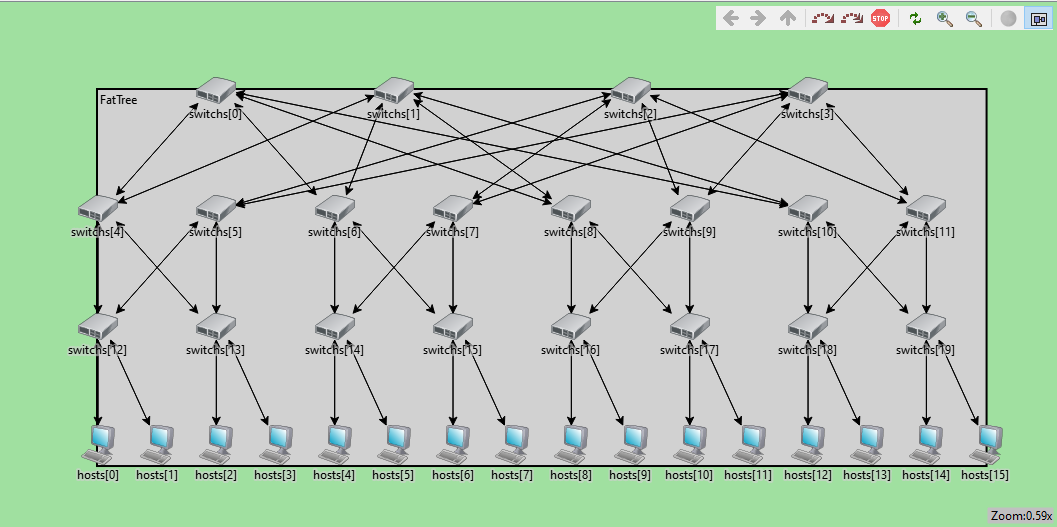 STOP
FatTree
switchs[0] switchs[1] switchs[2] switchs[3]
switchs[4] switchs[5] switchs[6] switchs[7] switchs[8] switchs[9] switchs[10] switchs[11]
switchs[12] switchs[13] switchs[14] switchs[15] switchs[16] switchs[17] switchs[18] switchs[19]
hosts[0] hosts[1] hosts[2] hosts[3] hosts[4] hosts[5] hosts[6] hosts[7] hosts[8] hosts[9] hosts[10] hosts[11] hosts[12] hosts[13] hosts[14] hosts[15]
Zoom:0.59x